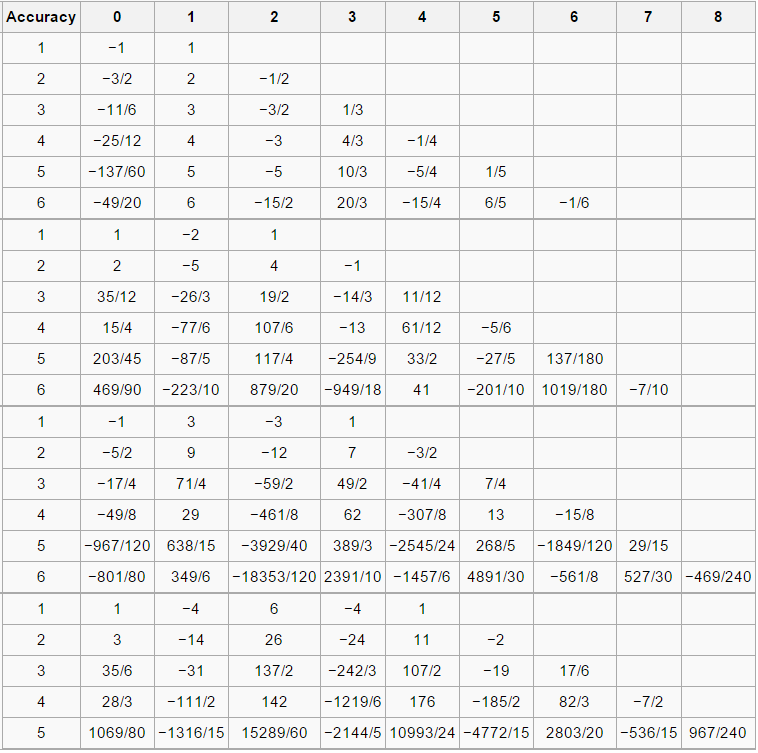 Accuracy 0 1 2 3 4 5 6 7 8
1 −1 1
2 −3/2 2 −1/2
3 −11/6 3 −3/2 1/3
4 −25/12 4 −3 4/3 −1/4
5 −137/60 5 −5 10/3 −5/4 1/5
6 −49/20 6 −15/2 20/3 −15/4 6/5 −1/6
1 1 −2 1
2 2 −5 4 −1
3 35/12 −26/3 19/2 −14/3 11/12
4 15/4 −77/6 107/6 −13 61/12 −5/6
5 203/45 −87/5 117/4 −254/9 33/2 −27/5 137/180
6 469/90 −223/10 879/20 −949/18 41 −201/10 1019/180 −7/10
1 −1 3 −3 1
2 −5/2 9 −12 7 −3/2
3 −17/4 71/4 −59/2 49/2 −41/4 7/4
4 −49/8 29 −461/8 62 −307/8 13 −15/8
5 −967/120 638/15 −3929/40 389/3 −2545/24 268/5 −1849/120 29/15
6 −801/80 349/6 −18353/120 2391/10 −1457/6 4891/30 −561/8 527/30 −469/240
1 1 −4 6 −4 1
2 3 −14 26 −24 11 −2
3 35/6 −31 137/2 −242/3 107/2 −19 17/6
4 28/3 −111/2 142 −1219/6 176 −185/2 82/3 −7/2
5 1069/80 −1316/15 15289/60 −2144/5 10993/24 −4772/15 2803/20 −536/15 967/240